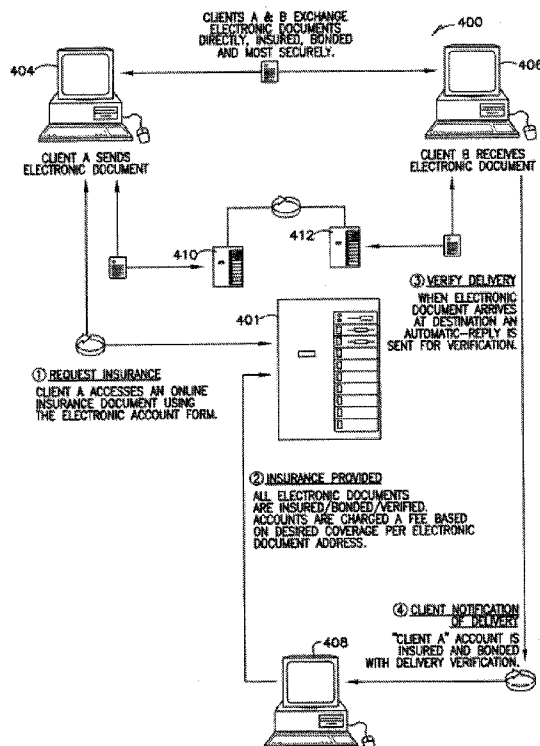 CLIENTS A & B EXCHANGE
ELECTRONIC DOCUMENTS
DIRECTLY, INSURED, BONDED
AND MOST SECURELY.
400
404
406
CLIENT A SENDS
ELECTRONIC DOCUMENT
CLIENT B RECEIVES
ELECTRONIC DOCUMENT
410
412
401
③ VERIFY DELIVERY
WHEN ELECTRONIC
DOCUMENT ARRIVES
AT DESTINATION AN
AUTOMATIC-REPLY IS
SENT FOR VERIFICATION.
① REQUEST INSURANCE
CLIENT A ACCESSES AN ONLINE
INSURANCE DOCUMENT USING
THE ELECTRONIC ACCOUNT FORM.
② INSURANCE PROVIDED
ALL ELECTRONIC DOCUMENTS
ARE INSURED/BONDED/VERIFIED.
ACCOUNTS ARE CHARGED A FEE BASED
ON DESIRED COVERAGE PER ELECTRONIC
DOCUMENT ADDRESS.
④ CLIENT NOTIFICATION
OF DELIVERY
"CLIENT A" ACCOUNT IS
INSURED AND BONDED
WITH DELIVERY VERIFICATION.
408